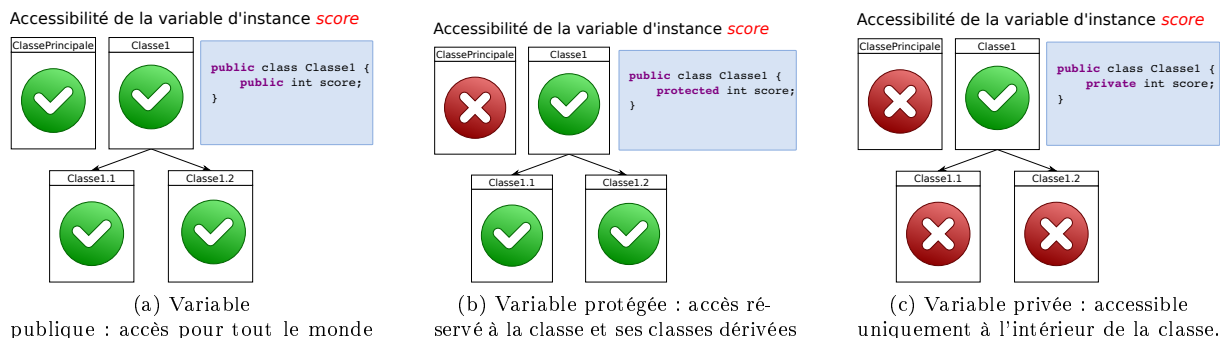 Accessibilité de la variable d'instance score
ClassePrincipale
Classe1
public class Classe1 {
public int score;
}
Classe1.1
Classe1.2
(a) Variable
publique : accès pour tout le monde
Accessibilité de la variable d'instance score
ClassePrincipale
Classe1
public class Classe1 {
protected int score;
}
Classe1.1
Classe1.2
(b) Variable protégée : accès ré-
servé à la classe et ses classes dérivées
Accessibilité de la variable d'instance score
ClassePrincipale
Classe1
public class Classe1 {
private int score;
}
Classe1.1
Classe1.2
(c) Variable privée : accessible
uniquement à l'intérieur de la classe.